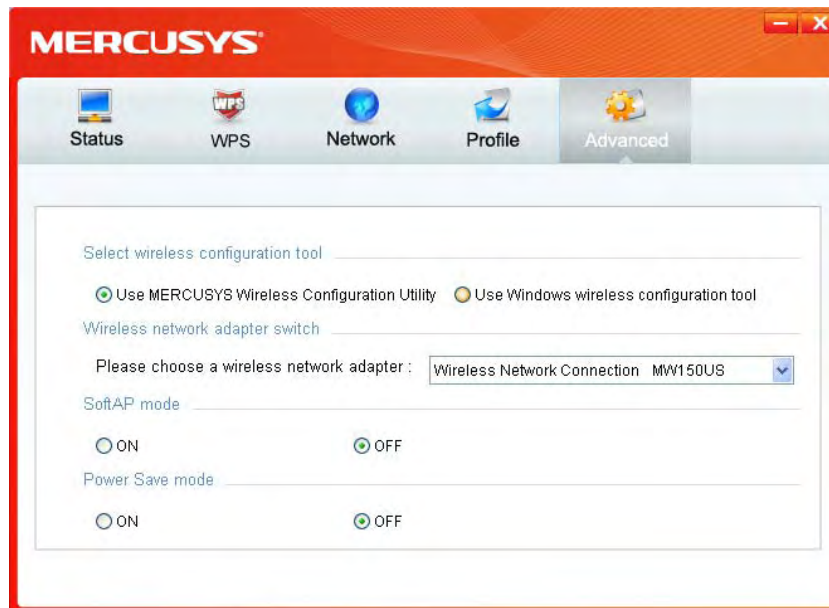 MERCUSYS
Status
WPS
WPS
Network
Profile
Advanced
Select wireless configuration tool
Use MERCUSYS Wireless Configuration Utility
Use Windows wireless configuration tool
Wireless network adapter switch
Please choose a wireless network adapter :
Wireless Network Connection MW150US
SoftAP mode
ON
OFF
Power Save mode
ON
OFF